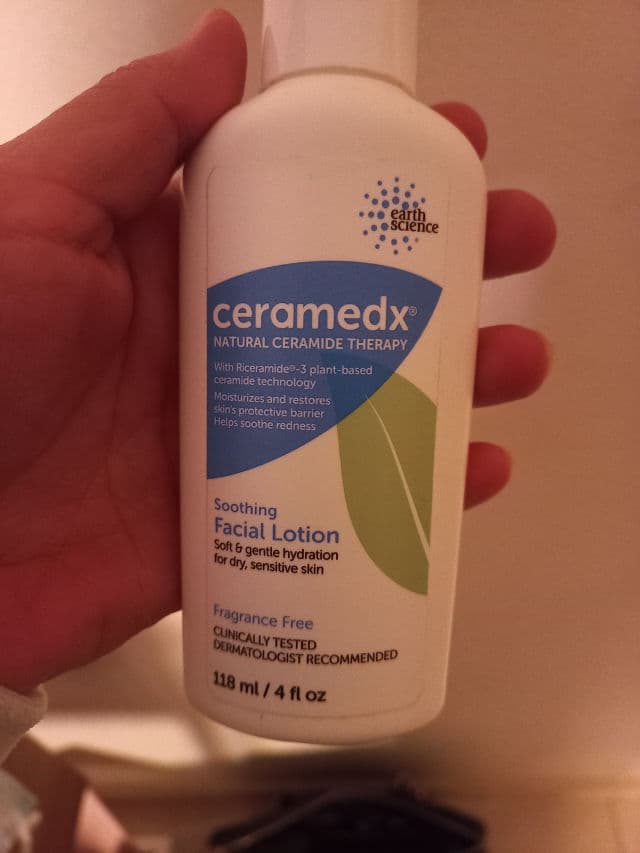 earth
science
ceramedx®
NATURAL CERAMIDE THERAPY
With Riceramide®-3 plant-based
ceramide technology
Moisturizes and restores
skin's protective barrier
Helps soothe redness
Soothing
Facial Lotion
Soft & gentle hydration
for dry, sensitive skin
Fragrance Free
CLINICALLY TESTED
DERMATOLOGIST RECOMMENDED
118 ml / 4 fl oz